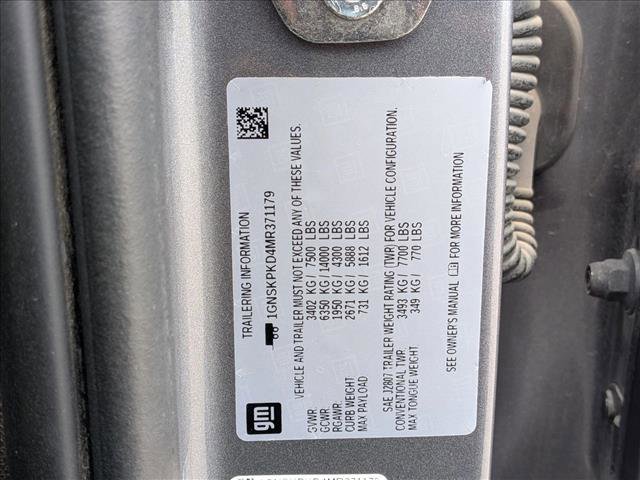 TRAILERING INFORMATION
1GNSKPKD4MR371179
VEHICLE AND TRAILER MUST NOT EXCEED ANY OF THESE VALUES.
GVWR 3402 KG / 7500 LBS
GCWR 6350 KG / 14000 LBS
RGAWR 1950 KG / 4300 LBS
CURB WEIGHT 2671 KG / 5888 LBS
MAX PAYLOAD 731 KG / 1612 LBS
SAE J2807 TRAILER WEIGHT RATING (TWR) FOR VEHICLE CONFIGURATION.
CONVENTIONAL TWR 3493 KG / 7700 LBS
MAX TONGUE WEIGHT 349 KG / 770 LBS
SEE OWNER'S MANUAL FOR MORE INFORMATION
gm